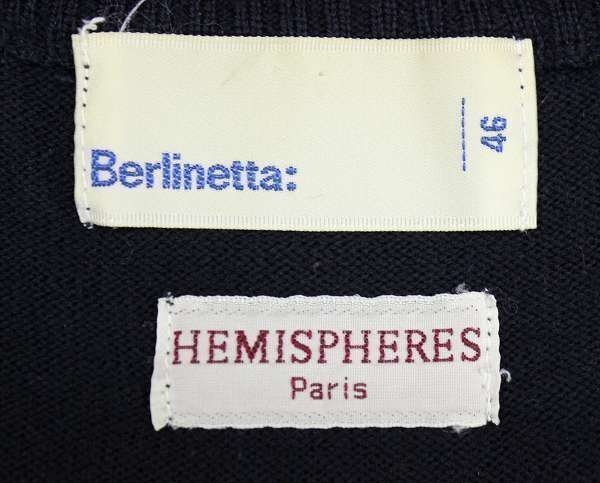 Berlinetta:
46
HEMISPHERES
Paris